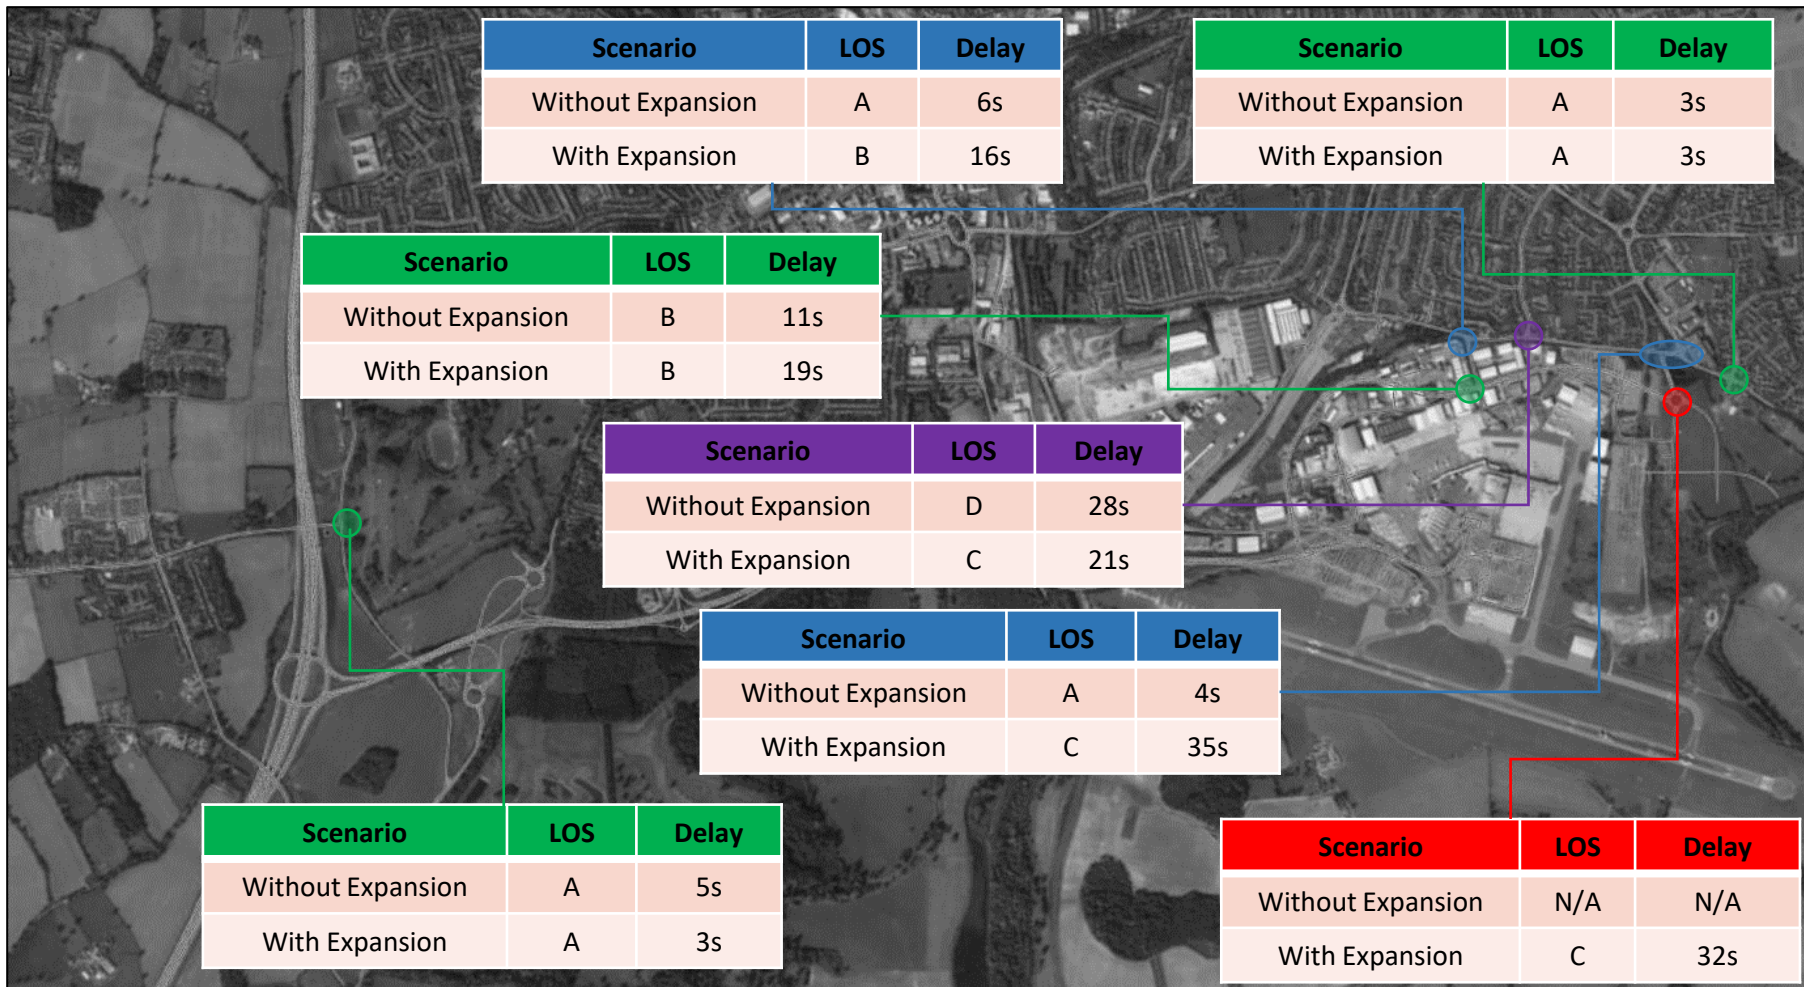 Scenario LOS Delay
Without Expansion A 6s
With Expansion B 16s
Scenario LOS Delay
Without Expansion A 3s
With Expansion A 3s
Scenario LOS Delay
Without Expansion B 11s
With Expansion B 19s
Scenario LOS Delay
Without Expansion D 28s
With Expansion C 21s
Scenario LOS Delay
Without Expansion A 4s
With Expansion C 35s
Scenario LOS Delay
Without Expansion A 5s
With Expansion A 3s
Scenario LOS Delay
Without Expansion N/A N/A
With Expansion C 32s